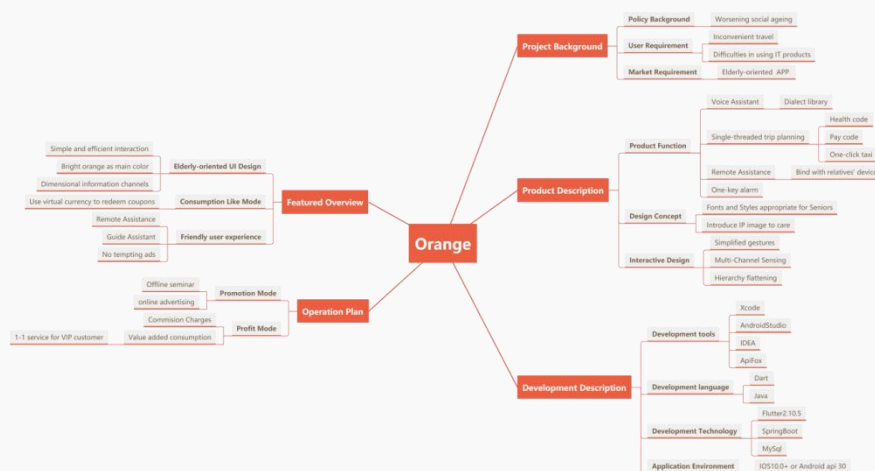 Orange
Project Background
Policy Background
Worsening social ageing
User Requirement
Inconvenient travel
Difficulties in using IT products
Market Requirement
Elderly-oriented APP
Product Description
Product Function
Voice Assistant
Dialect library
Single-threaded trip planning
Health code
Pay code
One-click taxi
Remote Assistance
Bind with relatives' device
One-key alarm
Design Concept
Fonts and Styles appropriate for Seniors
Introduce IP image to care
Interactive Design
Simplified gestures
Multi-Channel Sensing
Hierarchy flattening
Development Description
Development tools
Xcode
AndroidStudio
IDEA
ApiFox
Development language
Dart
Java
Development Technology
Flutter2.10.5
SpringBoot
MySql
Application Environment
IOS10.0+ or Android api 30
Featured Overview
Elderly-oriented UI Design
Simple and efficient interaction
Bright orange as main color
Dimensional information channels
Consumption Like Mode
Use virtual currency to redeem coupons
Friendly user experience
Remote Assistance
Guide Assistant
No tempting ads
Operation Plan
Promotion Mode
Offline seminar
online advertising
Profit Mode
Commision Charges
Value added consumption
1-1 service for VIP customer